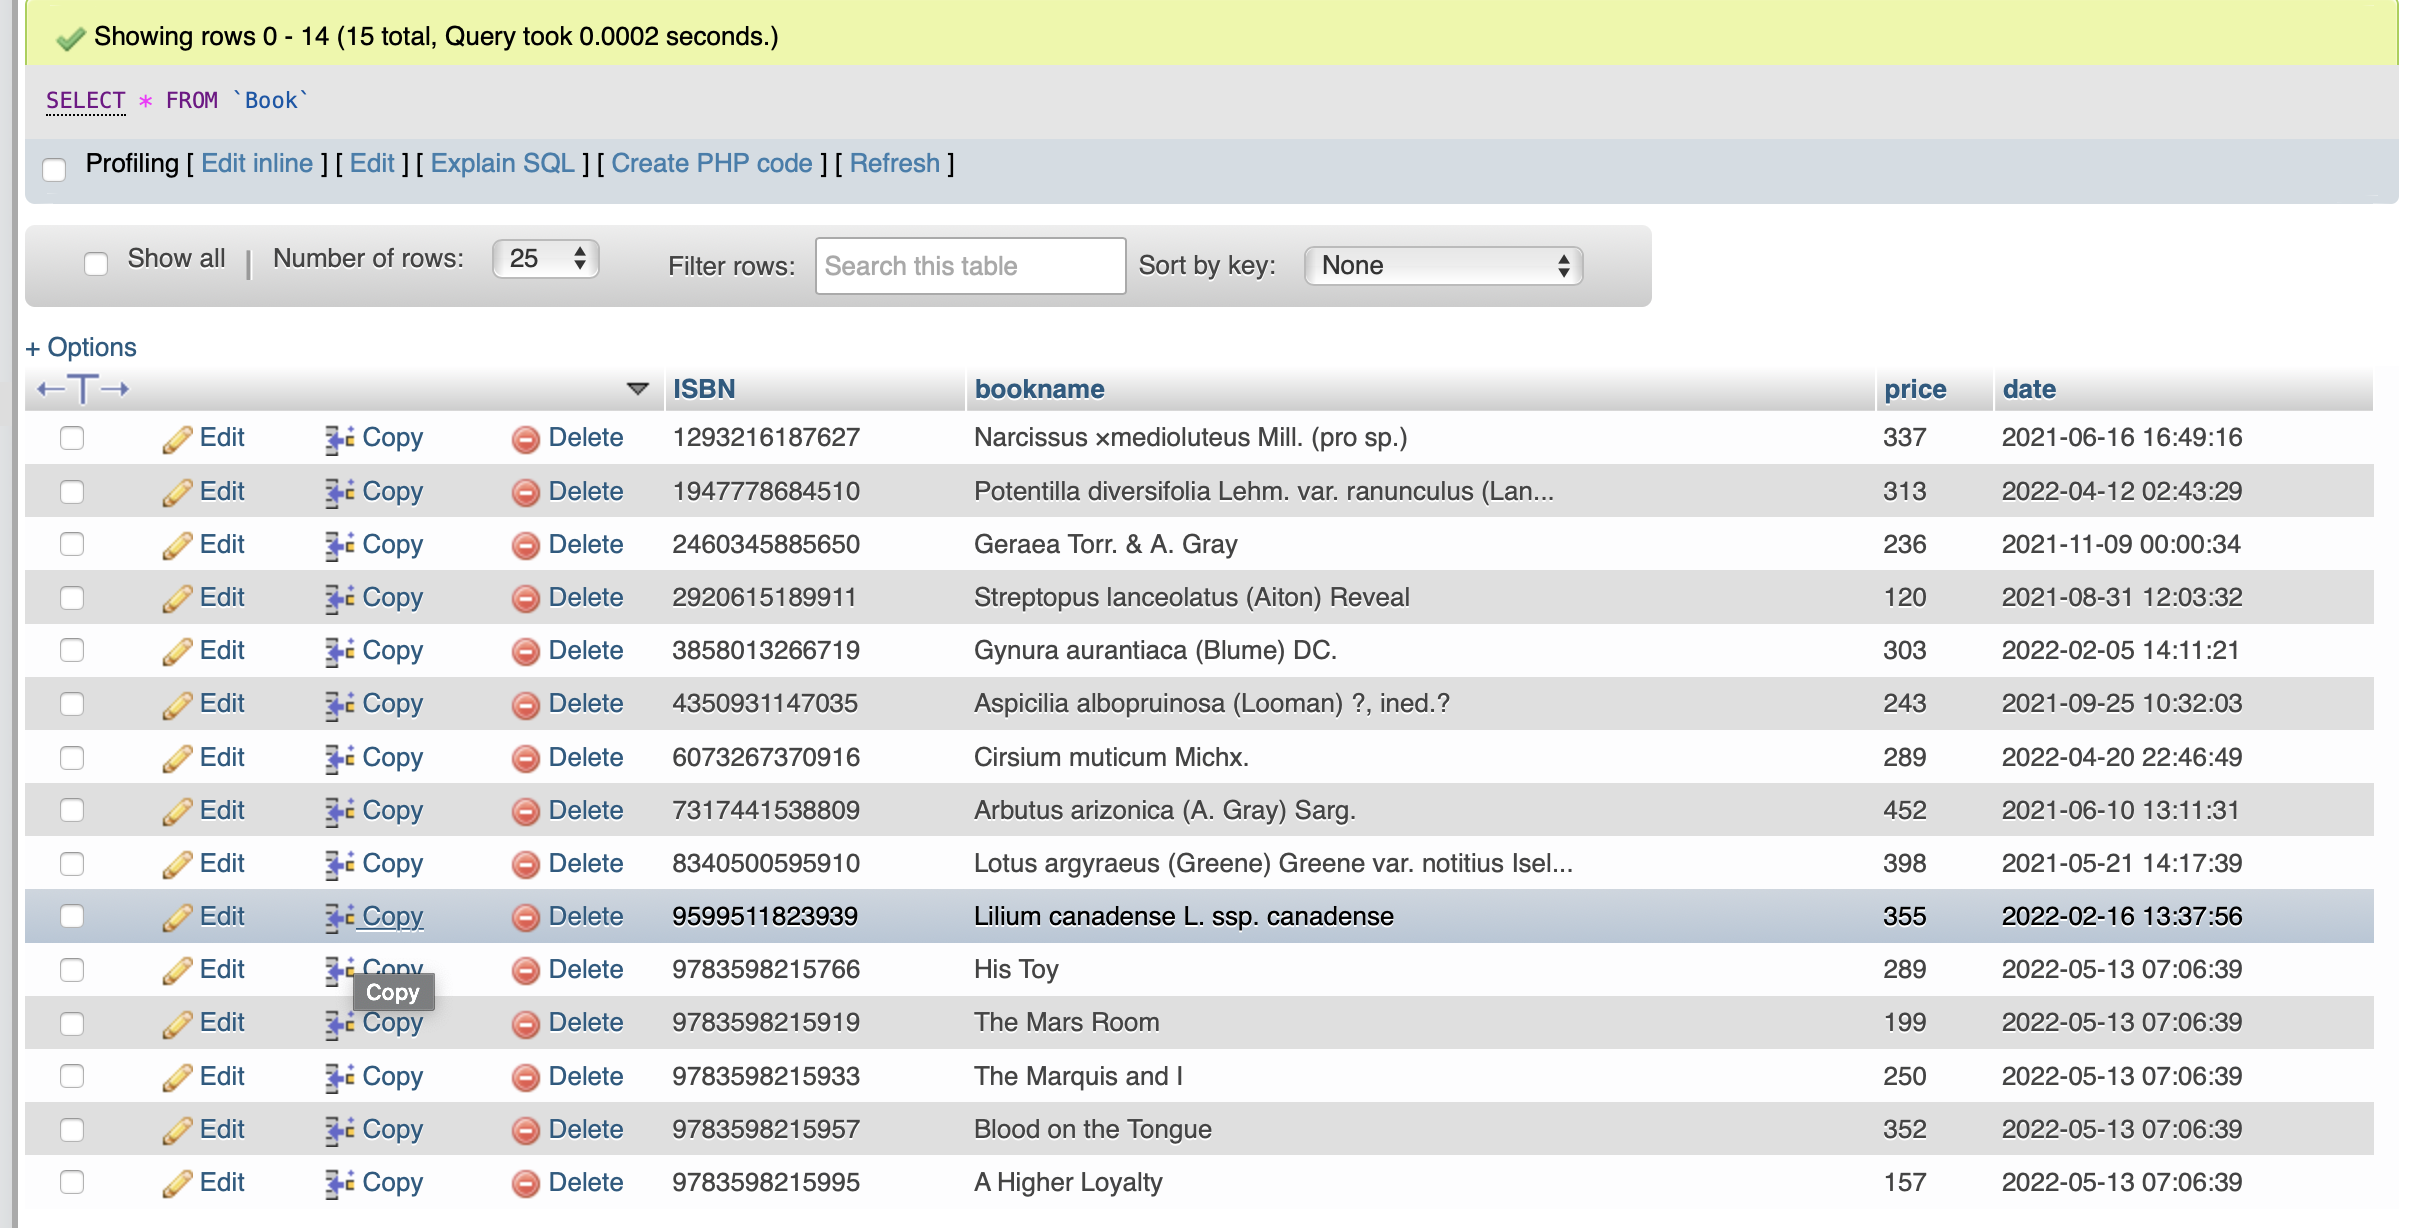 Showing rows 0 - 14 (15 total, Query took 0.0002 seconds.)
SELECT * FROM `Book`
Profiling [ Edit inline ] [ Edit ] [ Explain SQL ] [ Create PHP code ] [ Refresh ]
Show all | Number of rows: 25 Filter rows: Search this table Sort by key: None
+ Options
←T→ ISBN bookname price date
Edit Copy Delete 1293216187627 Narcissus ×medioluteus Mill. (pro sp.) 337 2021-06-16 16:49:16
Edit Copy Delete 1947778684510 Potentilla diversifolia Lehm. var. ranunculus (Lan... 313 2022-04-12 02:43:29
Edit Copy Delete 2460345885650 Geraea Torr. & A. Gray 236 2021-11-09 00:00:34
Edit Copy Delete 2920615189911 Streptopus lanceolatus (Aiton) Reveal 120 2021-08-31 12:03:32
Edit Copy Delete 3858013266719 Gynura aurantiaca (Blume) DC. 303 2022-02-05 14:11:21
Edit Copy Delete 4350931147035 Aspicilia albopruinosa (Looman) ?, ined.? 243 2021-09-25 10:32:03
Edit Copy Delete 6073267370916 Cirsium muticum Michx. 289 2022-04-20 22:46:49
Edit Copy Delete 7317441538809 Arbutus arizonica (A. Gray) Sarg. 452 2021-06-10 13:11:31
Edit Copy Delete 8340500595910 Lotus argyraeus (Greene) Greene var. notitius Isel... 398 2021-05-21 14:17:39
Edit Copy Delete 9599511823939 Lilium canadense L. ssp. canadense 355 2022-02-16 13:37:56
Edit Copy Delete 9783598215766 His Toy 289 2022-05-13 07:06:39
Copy
Edit Copy Delete 9783598215919 The Mars Room 199 2022-05-13 07:06:39
Edit Copy Delete 9783598215933 The Marquis and I 250 2022-05-13 07:06:39
Edit Copy Delete 9783598215957 Blood on the Tongue 352 2022-05-13 07:06:39
Edit Copy Delete 9783598215995 A Higher Loyalty 157 2022-05-13 07:06:39